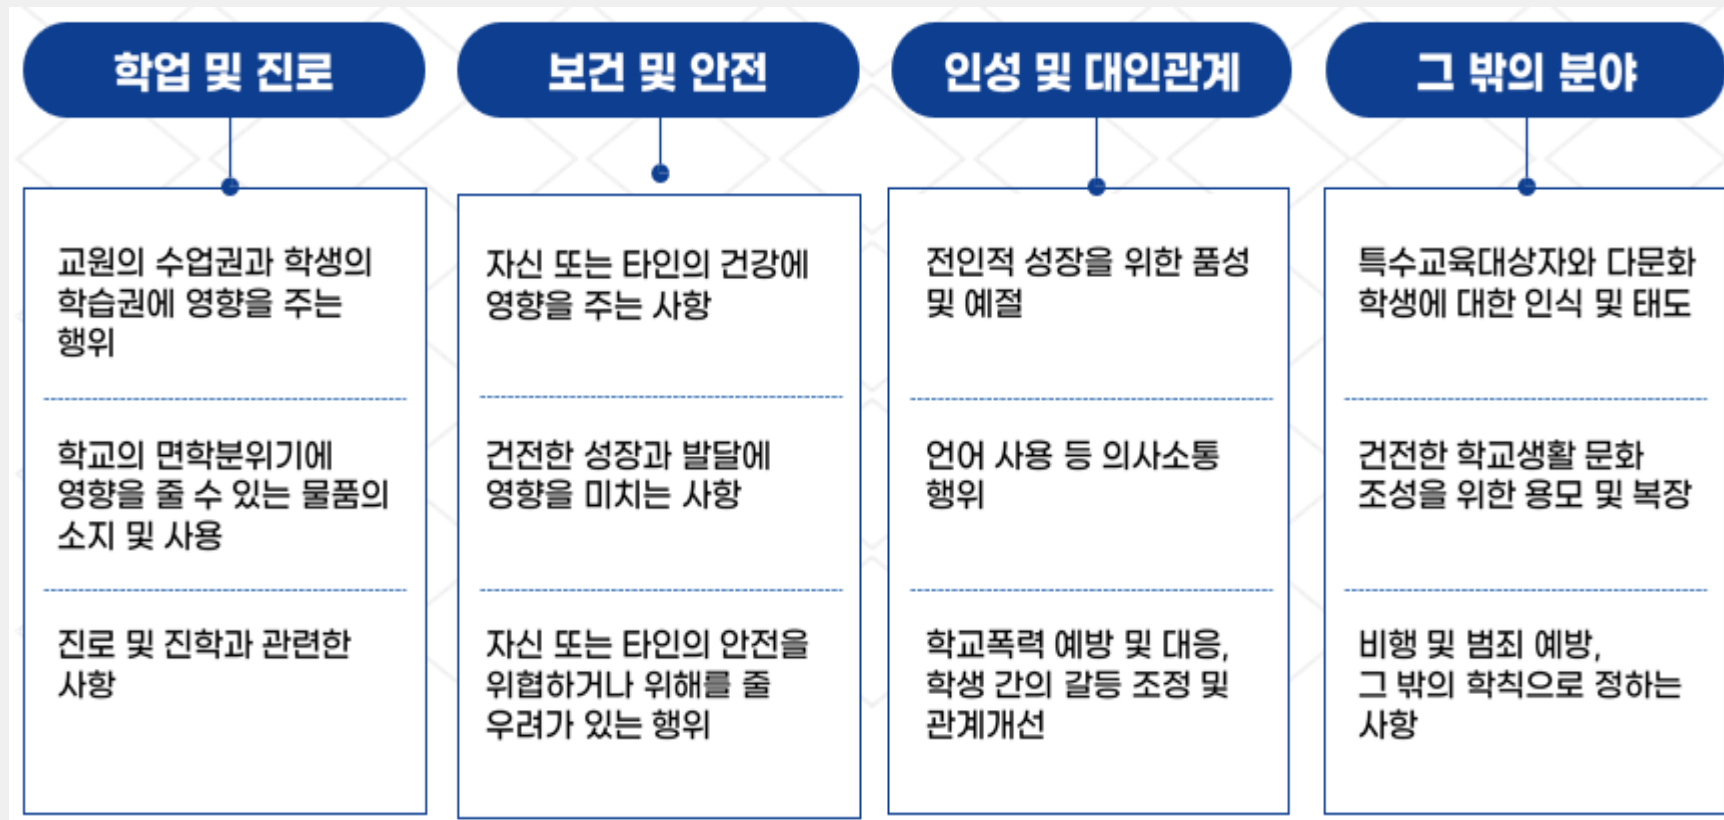 학업 및 진로
교원의 수업권과 학생의
학습권에 영향을 주는
행위
학교의 면학분위기에
영향을 줄 수 있는 물품의
소지 및 사용
진로 및 진학과 관련한
사항
보건 및 안전
자신 또는 타인의 건강에
영향을 주는 사항
건전한 성장과 발달에
영향을 미치는 사항
자신 또는 타인의 안전을
위협하거나 위해를 줄
우려가 있는 행위
인성 및 대인관계
전인적 성장을 위한 품성
및 예절
언어 사용 등 의사소통
행위
학교폭력 예방 및 대응,
학생 간의 갈등 조정 및
관계개선
그 밖의 분야
특수교육대상자와 다문화
학생에 대한 인식 및 태도
건전한 학교생활 문화
조성을 위한 용모 및 복장
비행 및 범죄 예방,
그 밖의 학칙으로 정하는
사항